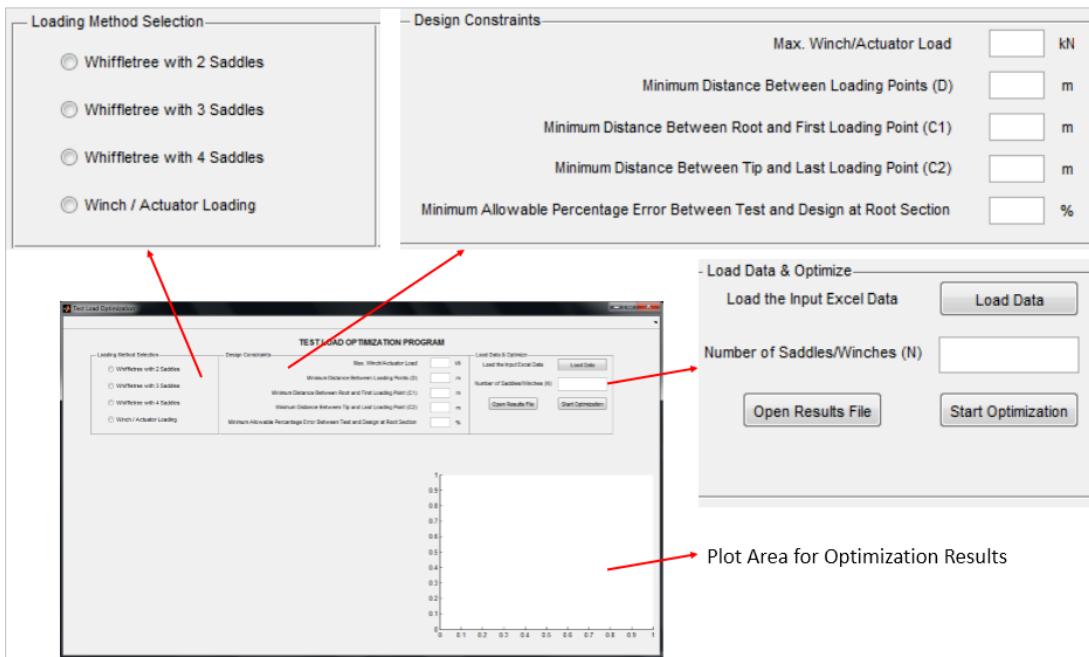 Loading Method Selection
Whiffletree with 2 Saddles
Whiffletree with 3 Saddles
Whiffletree with 4 Saddles
Winch / Actuator Loading
Design Constraints
Max. Winch/Actuator Load kN
Minimum Distance Between Loading Points (D) m
Minimum Distance Between Root and First Loading Point (C1) m
Minimum Distance Between Tip and Last Loading Point (C2) m
Minimum Allowable Percentage Error Between Test and Design at Root Section %
Load Data & Optimize
Load the Input Excel Data Load Data
Number of Saddles/Winches (N)
Open Results File Start Optimization
Test Load Optimization
TEST LOAD OPTIMIZATION PROGRAM
Loading Method Selection
Whiffletree with 2 Saddles
Whiffletree with 3 Saddles
Whiffletree with 4 Saddles
Winch / Actuator Loading
Design Constraints
Max. Winch/Actuator Load kN
Minimum Distance Between Loading Points (D) m
Minimum Distance Between Root and First Loading Point (C1) m
Minimum Distance Between Tip and Last Loading Point (C2) m
Minimum Allowable Percentage Error Between Test and Design at Root Section %
Load Data & Optimize
Load the Input Excel Data Load Data
Number of Saddles/Winches (N)
Open Results File Start Optimization
1
0.9
0.8
0.7
0.6
0.5
0.4
0.3
0.2
0.1
0
0 0.1 0.2 0.3 0.4 0.5 0.6 0.7 0.8 0.9 1
Plot Area for Optimization Results